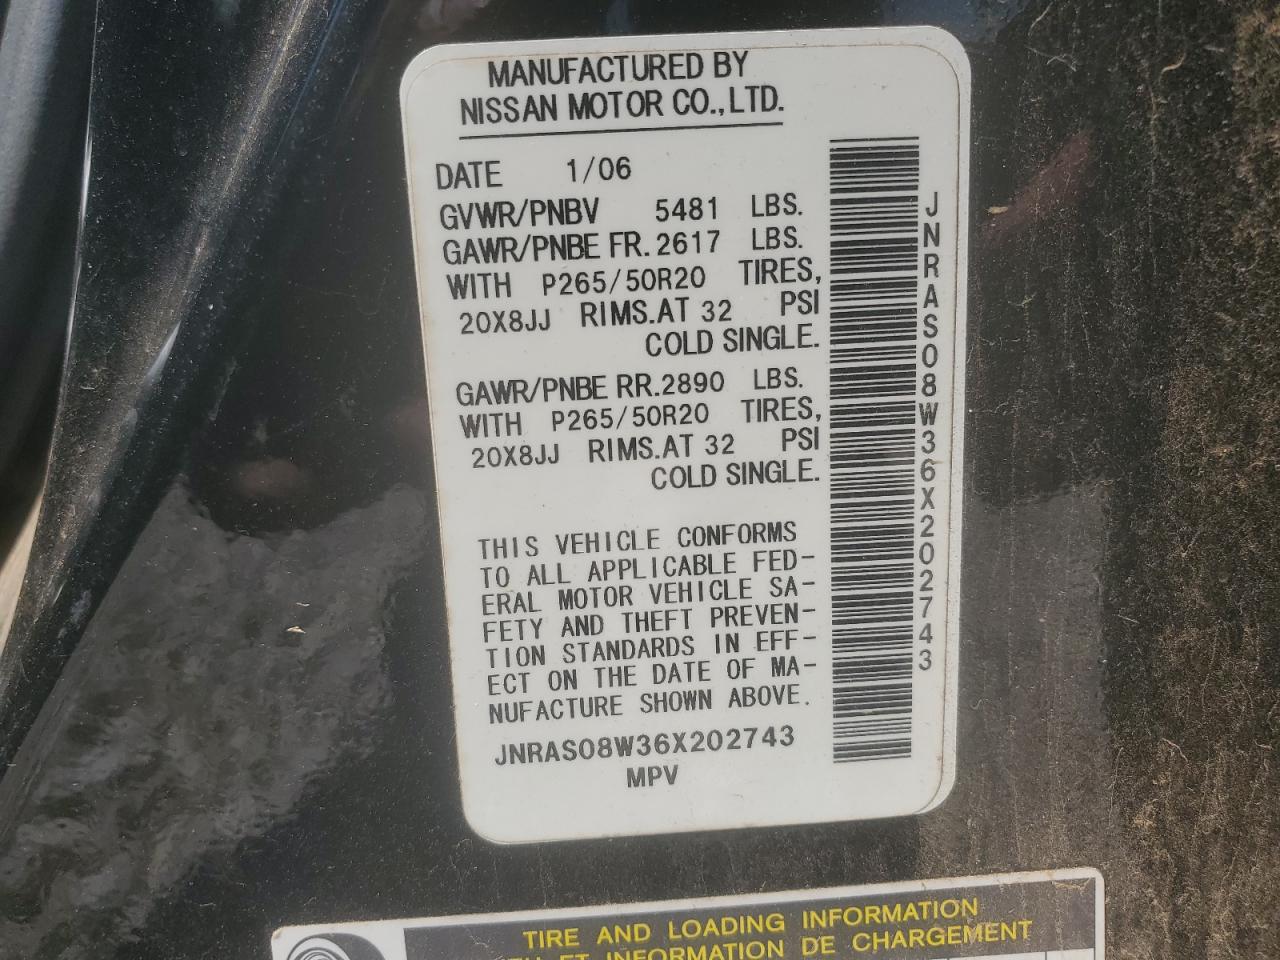 MANUFACTURED BY
NISSAN MOTOR CO.,LTD.
DATE 1/06
GVWR/PNBV 5481 LBS.
GAWR/PNBE FR. 2617 LBS.
WITH P265/50R20 TIRES,
20X8JJ RIMS.AT 32 PSI
COLD SINGLE.
GAWR/PNBE RR. 2890 LBS.
WITH P265/50R20 TIRES,
20X8JJ RIMS.AT 32 PSI
COLD SINGLE.
THIS VEHICLE CONFORMS
TO ALL APPLICABLE FED-
ERAL MOTOR VEHICLE SA-
FETY AND THEFT PREVEN-
TION STANDARDS IN EFF-
ECT ON THE DATE OF MA-
NUFACTURE SHOWN ABOVE.
JNRAS08W36X202743
MPV
JNRAS08W36X202743
TIRE AND LOADING INFORMATION
ET INFORMATION DE CHARGEMENT